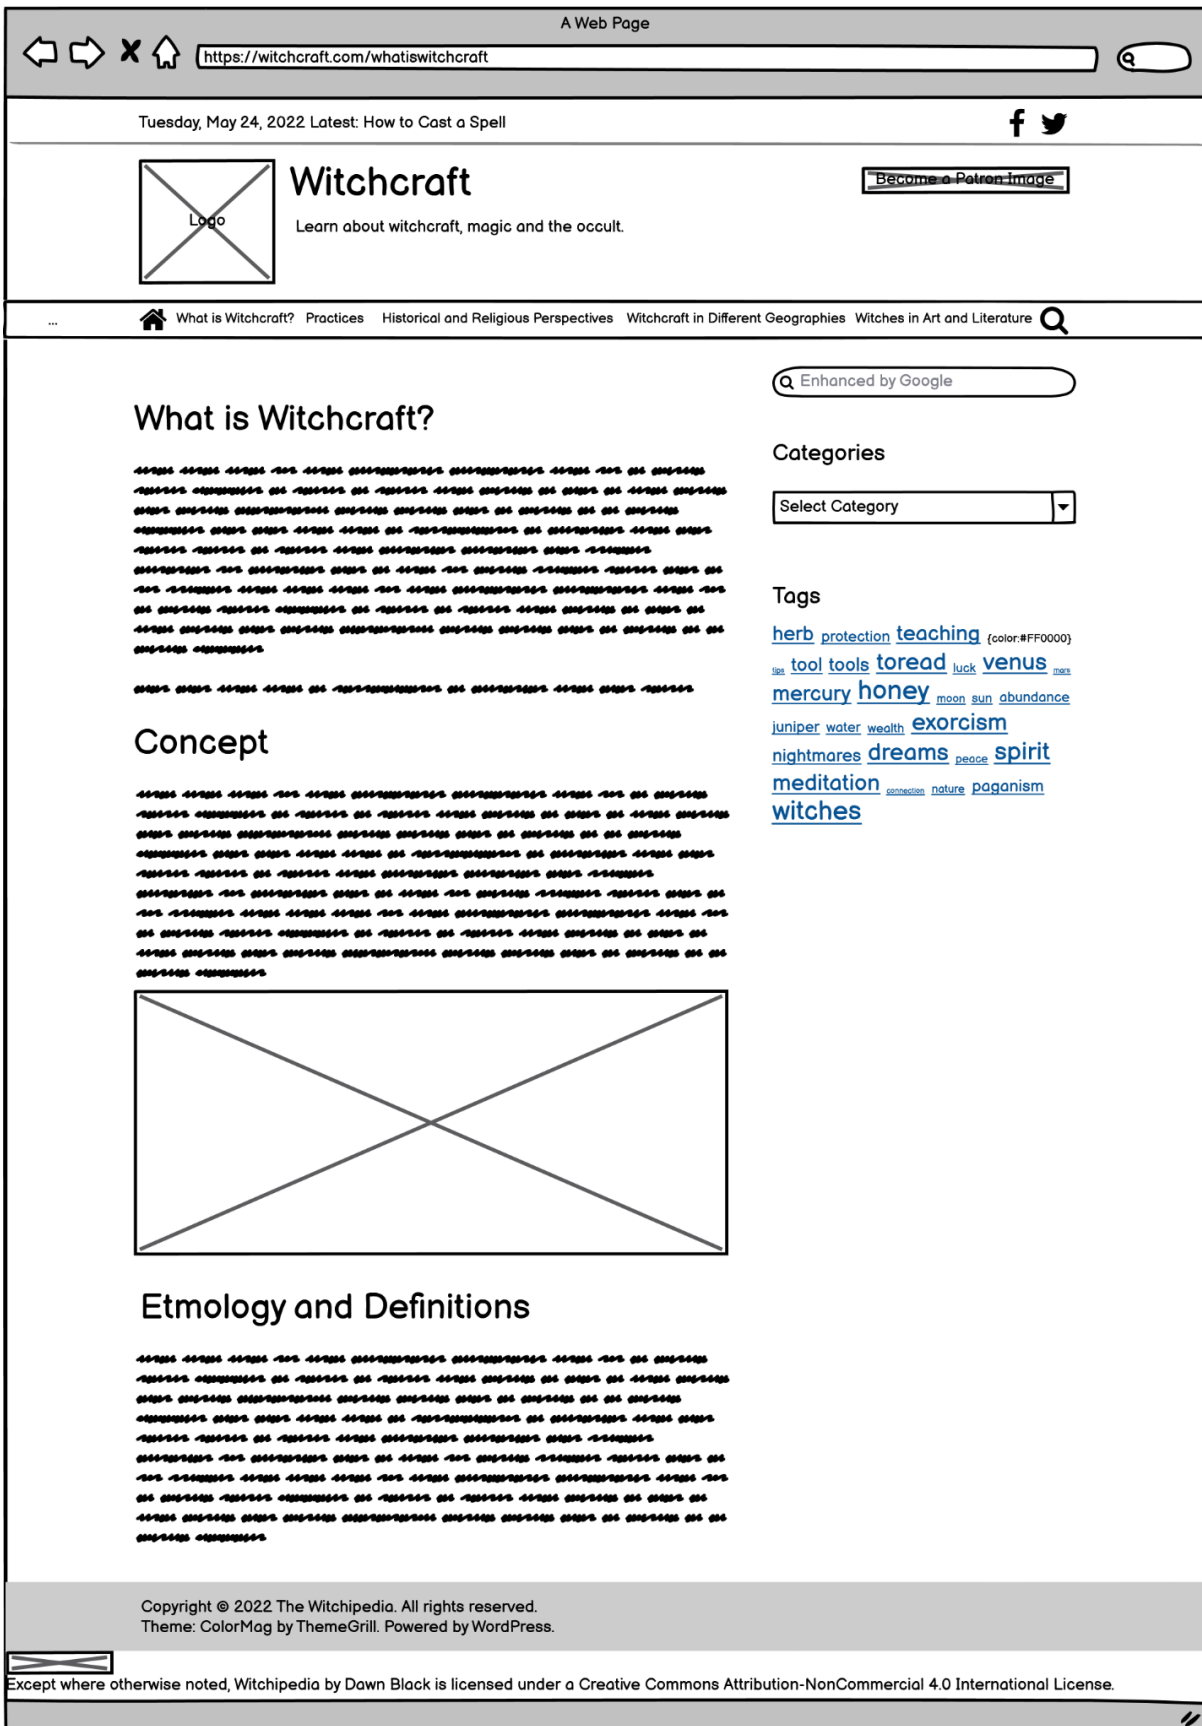 A Web Page
https://witchcraft.com/whatiswitchcraft
Tuesday, May 24, 2022 Latest: How to Cast a Spell
Witchcraft
Become a Patron Image
Logo
Learn about witchcraft, magic and the occult.
... What is Witchcraft? Practices Historical and Religious Perspectives Witchcraft in Different Geographies Witches in Art and Literature
Enhanced by Google
What is Witchcraft?
Categories
Select Category
Tags
herb protection teaching {color:#FF0000}
tips tool tools toread luck venus mars
mercury honey moon sun abundance
juniper water wealth exorcism
nightmares dreams peace spirit
meditation connection nature paganism
witches
Concept
Etmology and Definitions
Copyright © 2022 The Witchipedia. All rights reserved.
Theme: ColorMag by ThemeGrill. Powered by WordPress.
Except where otherwise noted, Witchipedia by Dawn Black is licensed under a Creative Commons Attribution-NonCommercial 4.0 International License.